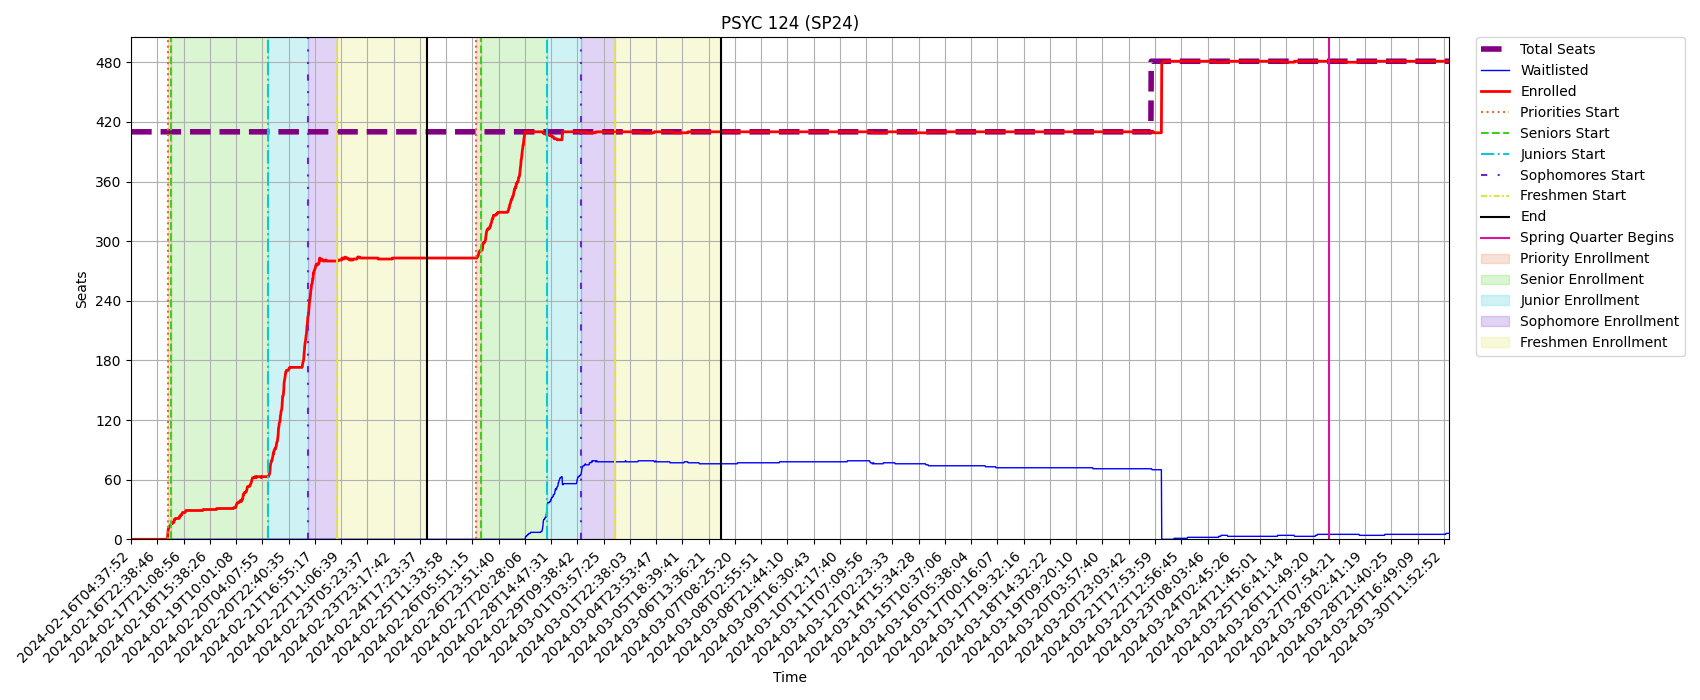 PSYC 124 (SP24)
Seats
480
420
360
300
240
180
120
60
0
2024-02-16T04:37:52
2024-02-16T22:38:46
2024-02-17T21:08:56
2024-02-18T15:38:26
2024-02-19T10:01:08
2024-02-20T04:07:55
2024-02-20T22:40:35
2024-02-21T16:55:17
2024-02-22T11:06:39
2024-02-23T05:23:37
2024-02-23T23:17:42
2024-02-24T17:23:37
2024-02-25T11:33:58
2024-02-26T05:51:15
2024-02-26T23:51:40
2024-02-27T20:28:06
2024-02-28T14:47:31
2024-02-29T09:38:42
2024-03-01T03:57:25
2024-03-01T22:38:03
2024-03-04T23:53:47
2024-03-05T18:39:41
2024-03-06T13:36:21
2024-03-07T08:25:20
2024-03-08T02:55:51
2024-03-08T21:44:10
2024-03-09T16:30:43
2024-03-10T12:17:40
2024-03-11T07:09:56
2024-03-12T02:23:33
2024-03-14T15:34:28
2024-03-15T10:37:06
2024-03-16T05:38:04
2024-03-17T00:16:07
2024-03-17T19:32:16
2024-03-18T14:32:22
2024-03-19T09:20:10
2024-03-20T03:57:40
2024-03-20T23:03:42
2024-03-21T17:53:59
2024-03-22T12:56:45
2024-03-23T08:03:46
2024-03-24T02:45:26
2024-03-24T21:45:01
2024-03-25T16:41:14
2024-03-26T11:49:20
2024-03-27T07:54:21
2024-03-28T02:41:19
2024-03-28T21:40:25
2024-03-29T16:49:09
2024-03-30T11:52:52
Time
Total Seats
Waitlisted
Enrolled
Priorities Start
Seniors Start
Juniors Start
Sophomores Start
Freshmen Start
End
Spring Quarter Begins
Priority Enrollment
Senior Enrollment
Junior Enrollment
Sophomore Enrollment
Freshmen Enrollment